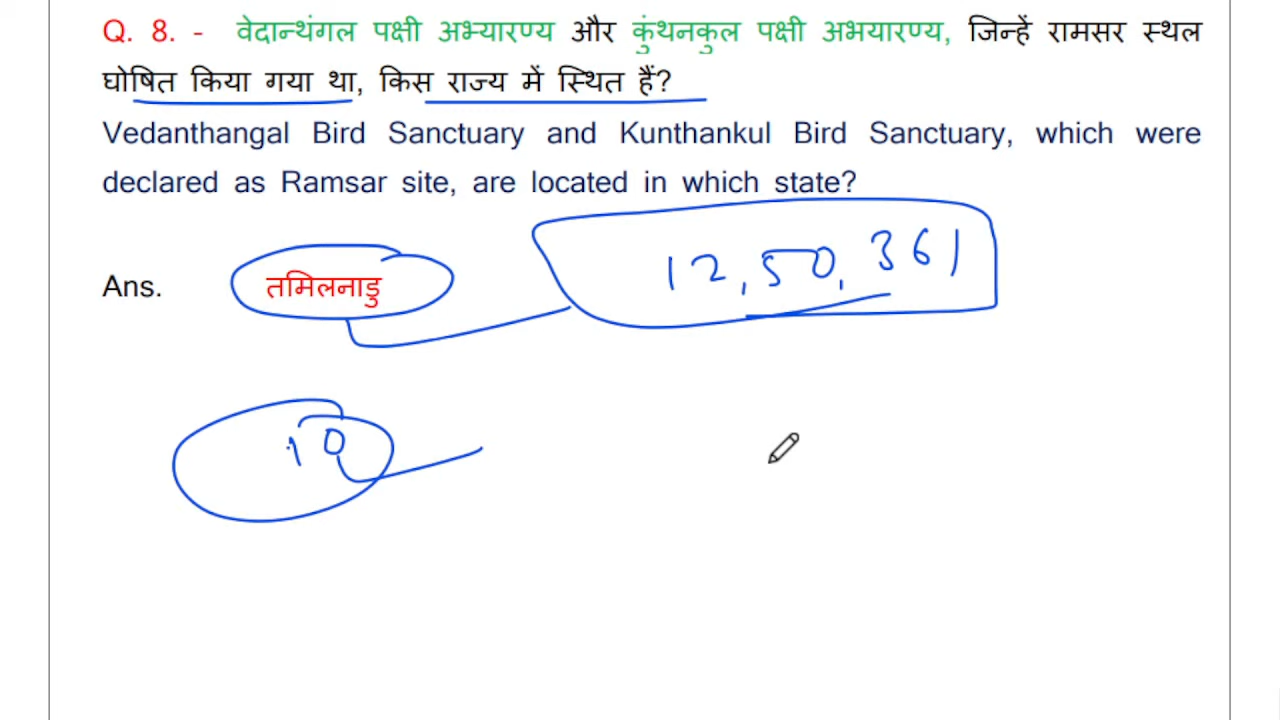 Q. 8. - वेदान्थंगल पक्षी अभ्यारण्य और कुंथनकुल पक्षी अभयारण्य, जिन्हें रामसर स्थल
घोषित किया गया था, किस राज्य में स्थित हैं?
Vedanthangal Bird Sanctuary and Kunthankul Bird Sanctuary, which were
declared as Ramsar site, are located in which state?
12,50,361
Ans. तमिलनाडु
10